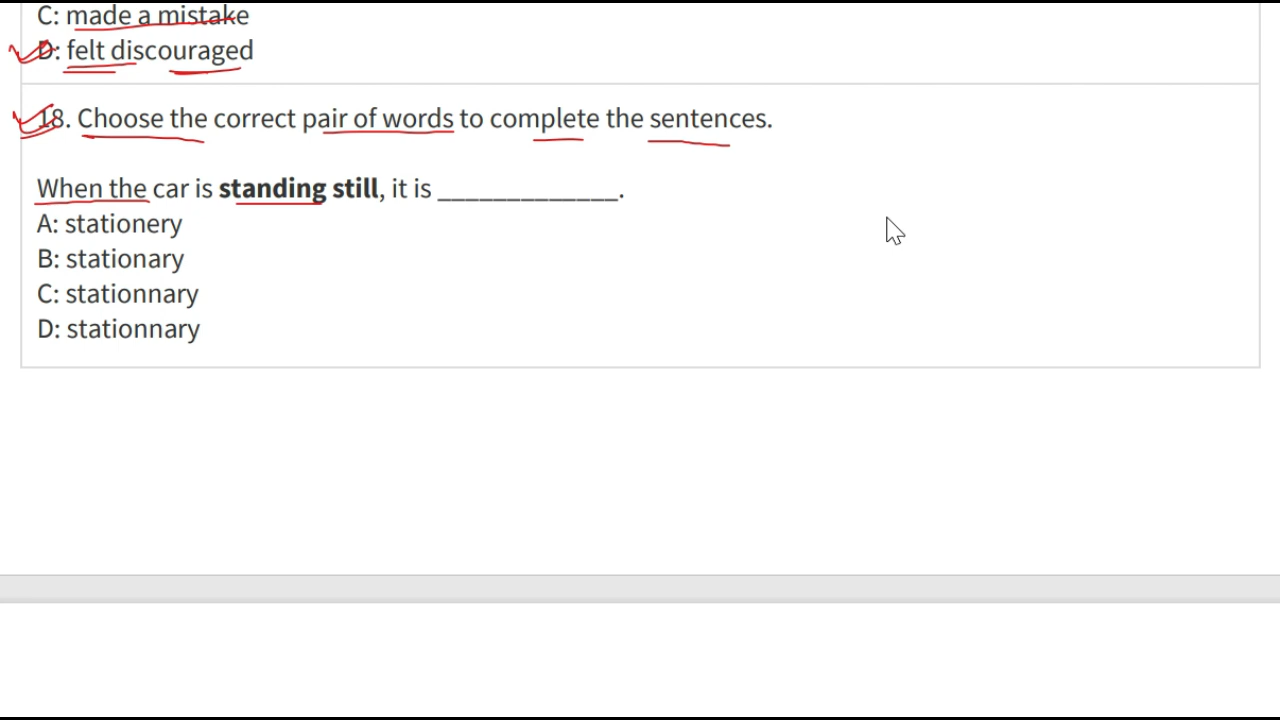 C: made a mistake
D: felt discouraged
18. Choose the correct pair of words to complete the sentences.
When the car is standing still, it is _____________.
A: stationery
B: stationary
C: stationnary
D: stationnary